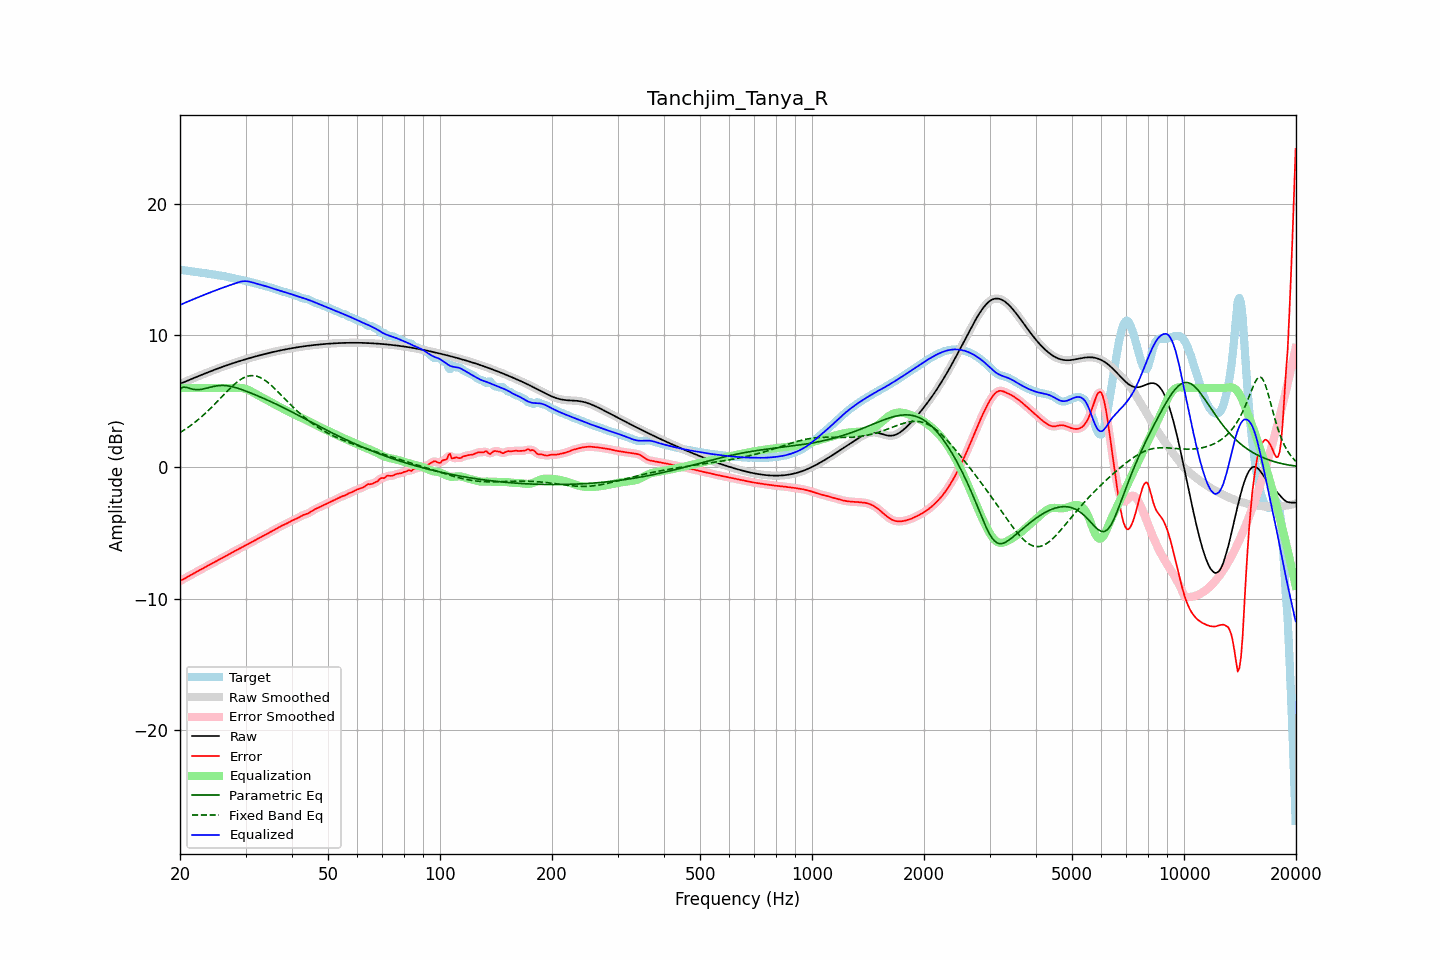 Tanchjim_Tanya_R
Amplitude (dBr)
20
10
0
−10
−20
Target
Raw Smoothed
Error Smoothed
Raw
Error
Equalization
Parametric Eq
Fixed Band Eq
Equalized
20 50 100 200 500 1000 2000 5000 10000 20000
Frequency (Hz)